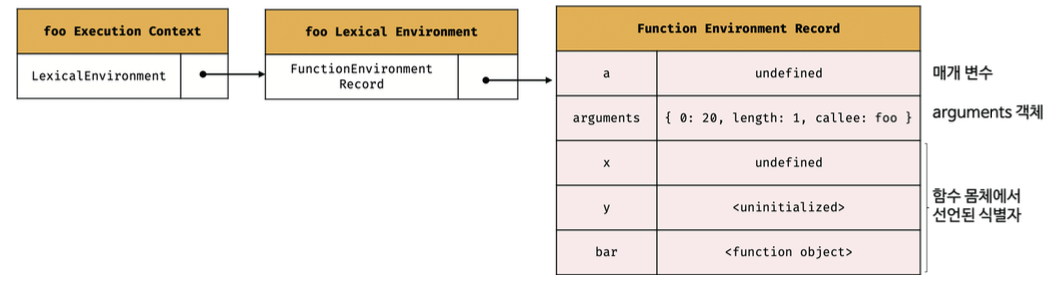 foo Execution Context
LexicalEnvironment
foo Lexical Environment
FunctionEnvironment
Record
Function Environment Record
a undefined 매개 변수
arguments { 0: 20, length: 1, callee: foo } arguments 객체
x undefined
y <uninitialized>
함수 몸체에서
선언된 식별자
bar <function object>